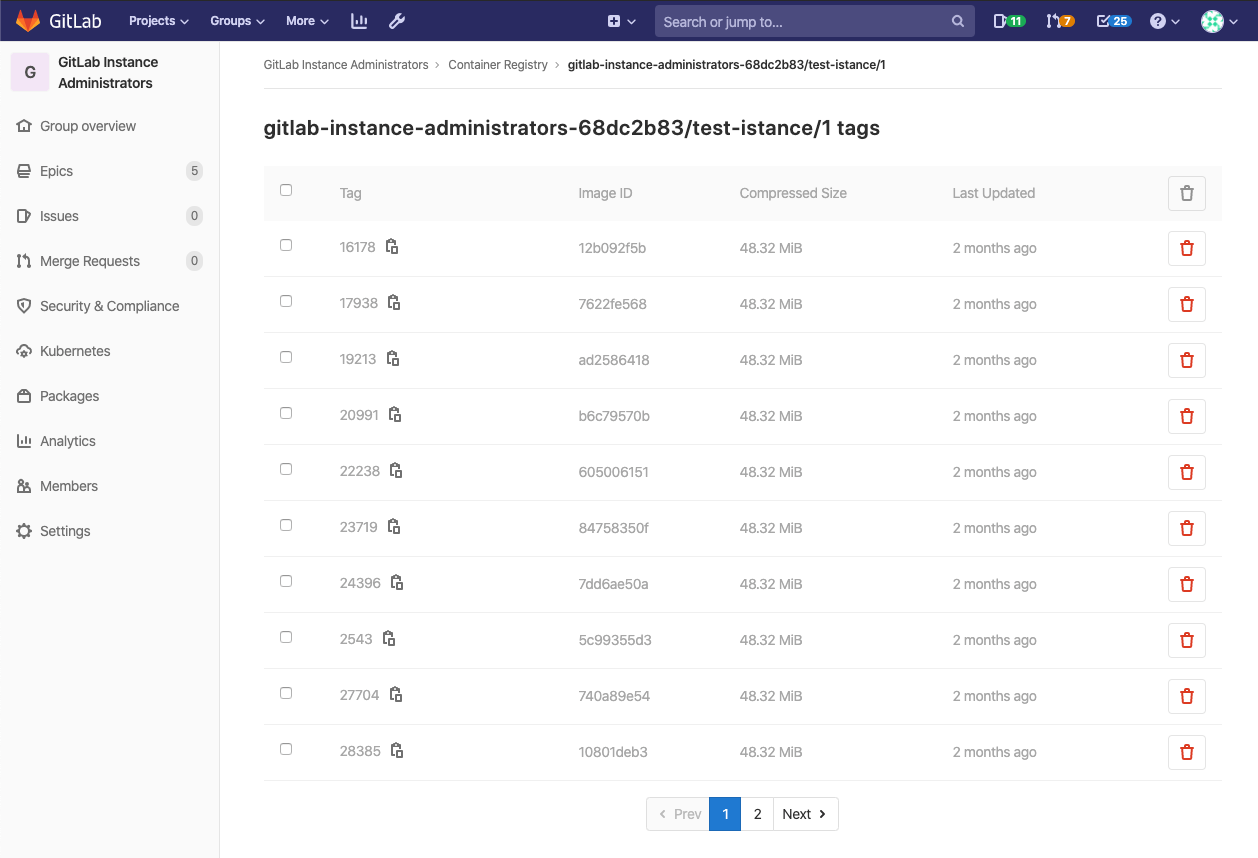 GitLab Projects Groups More Search or jump to... 11 7 25
G GitLab Instance Administrators
Group overview
Epics 5
Issues 0
Merge Requests 0
Security & Compliance
Kubernetes
Packages
Analytics
Members
Settings
GitLab Instance Administrators › Container Registry › gitlab-instance-administrators-68dc2b83/test-istance/1
gitlab-instance-administrators-68dc2b83/test-istance/1 tags
Tag Image ID Compressed Size Last Updated
16178 12b092f5b 48.32 MiB 2 months ago
17938 7622fe568 48.32 MiB 2 months ago
19213 ad2586418 48.32 MiB 2 months ago
20991 b6c79570b 48.32 MiB 2 months ago
22238 605006151 48.32 MiB 2 months ago
23719 84758350f 48.32 MiB 2 months ago
24396 7dd6ae50a 48.32 MiB 2 months ago
2543 5c99355d3 48.32 MiB 2 months ago
27704 740a89e54 48.32 MiB 2 months ago
28385 10801deb3 48.32 MiB 2 months ago
‹ Prev 1 2 Next ›